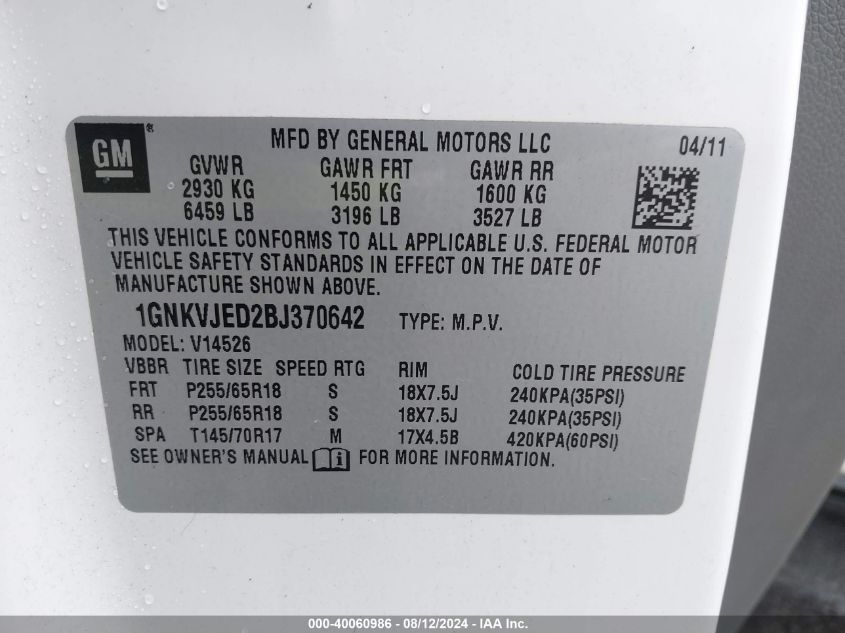 GM ®
MFD BY GENERAL MOTORS LLC 04/11
GVWR GAWR FRT GAWR RR
2930 KG 1450 KG 1600 KG
6459 LB 3196 LB 3527 LB
THIS VEHICLE CONFORMS TO ALL APPLICABLE U.S. FEDERAL MOTOR
VEHICLE SAFETY STANDARDS IN EFFECT ON THE DATE OF
MANUFACTURE SHOWN ABOVE.
1GNKVJED2BJ370642 TYPE: M.P.V.
MODEL: V14526
VBBR TIRE SIZE SPEED RTG RIM COLD TIRE PRESSURE
FRT P255/65R18 S 18X7.5J 240KPA(35PSI)
RR P255/65R18 S 18X7.5J 240KPA(35PSI)
SPA T145/70R17 M 17X4.5B 420KPA(60PSI)
SEE OWNER'S MANUAL i FOR MORE INFORMATION.
000-40060986 - 08/12/2024 - IAA Inc.